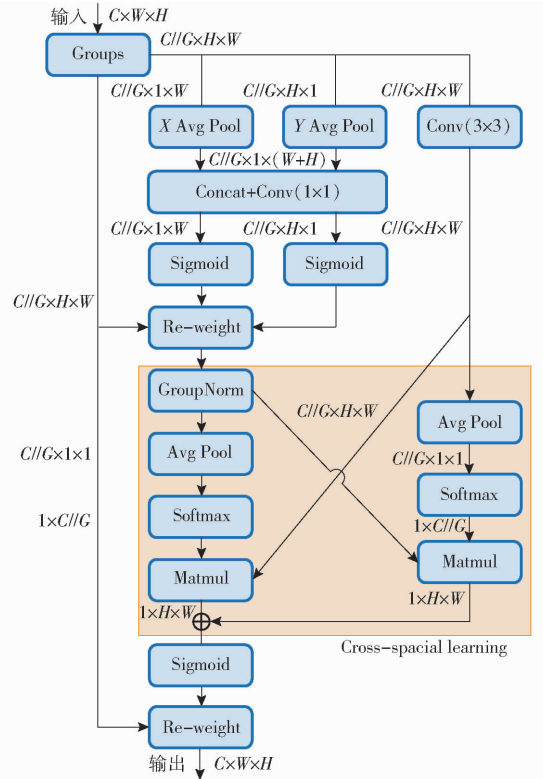 输入 C×W×H
C//G×H×W
Groups
C//G×1×W
C//G×H×1
C//G×H×W
X Avg Pool
Y Avg Pool
Conv(3×3)
C//G×1×(W+H)
Concat+Conv(1×1)
C//G×1×W
C//G×H×1
C//G×H×W
Sigmoid
Sigmoid
C//G×H×W
Re-weight
GroupNorm
C//G×H×W
Avg Pool
Avg Pool
C//G×1×1
C//G×1×1
Softmax
Softmax
1×C//G
1×C//G
Matmul
Matmul
1×H×W
1×H×W
Cross-spacial learning
Sigmoid
Re-weight
输出 C×W×H